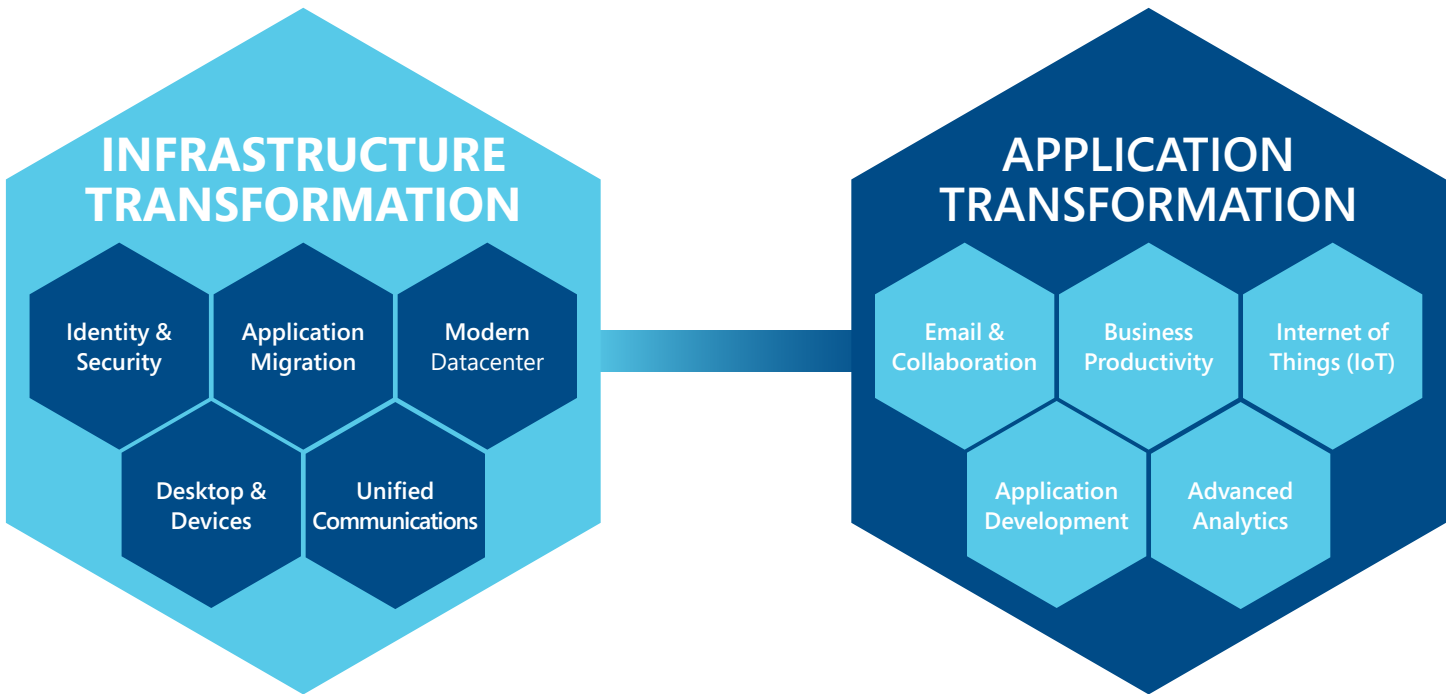 INFRASTRUCTURE
TRANSFORMATION
Identity &
Security
Application
Migration
Modern
Datacenter
Desktop &
Devices
Unified
Communications
APPLICATION
TRANSFORMATION
Email &
Collaboration
Business
Productivity
Internet of
Things (IoT)
Application
Development
Advanced
Analytics